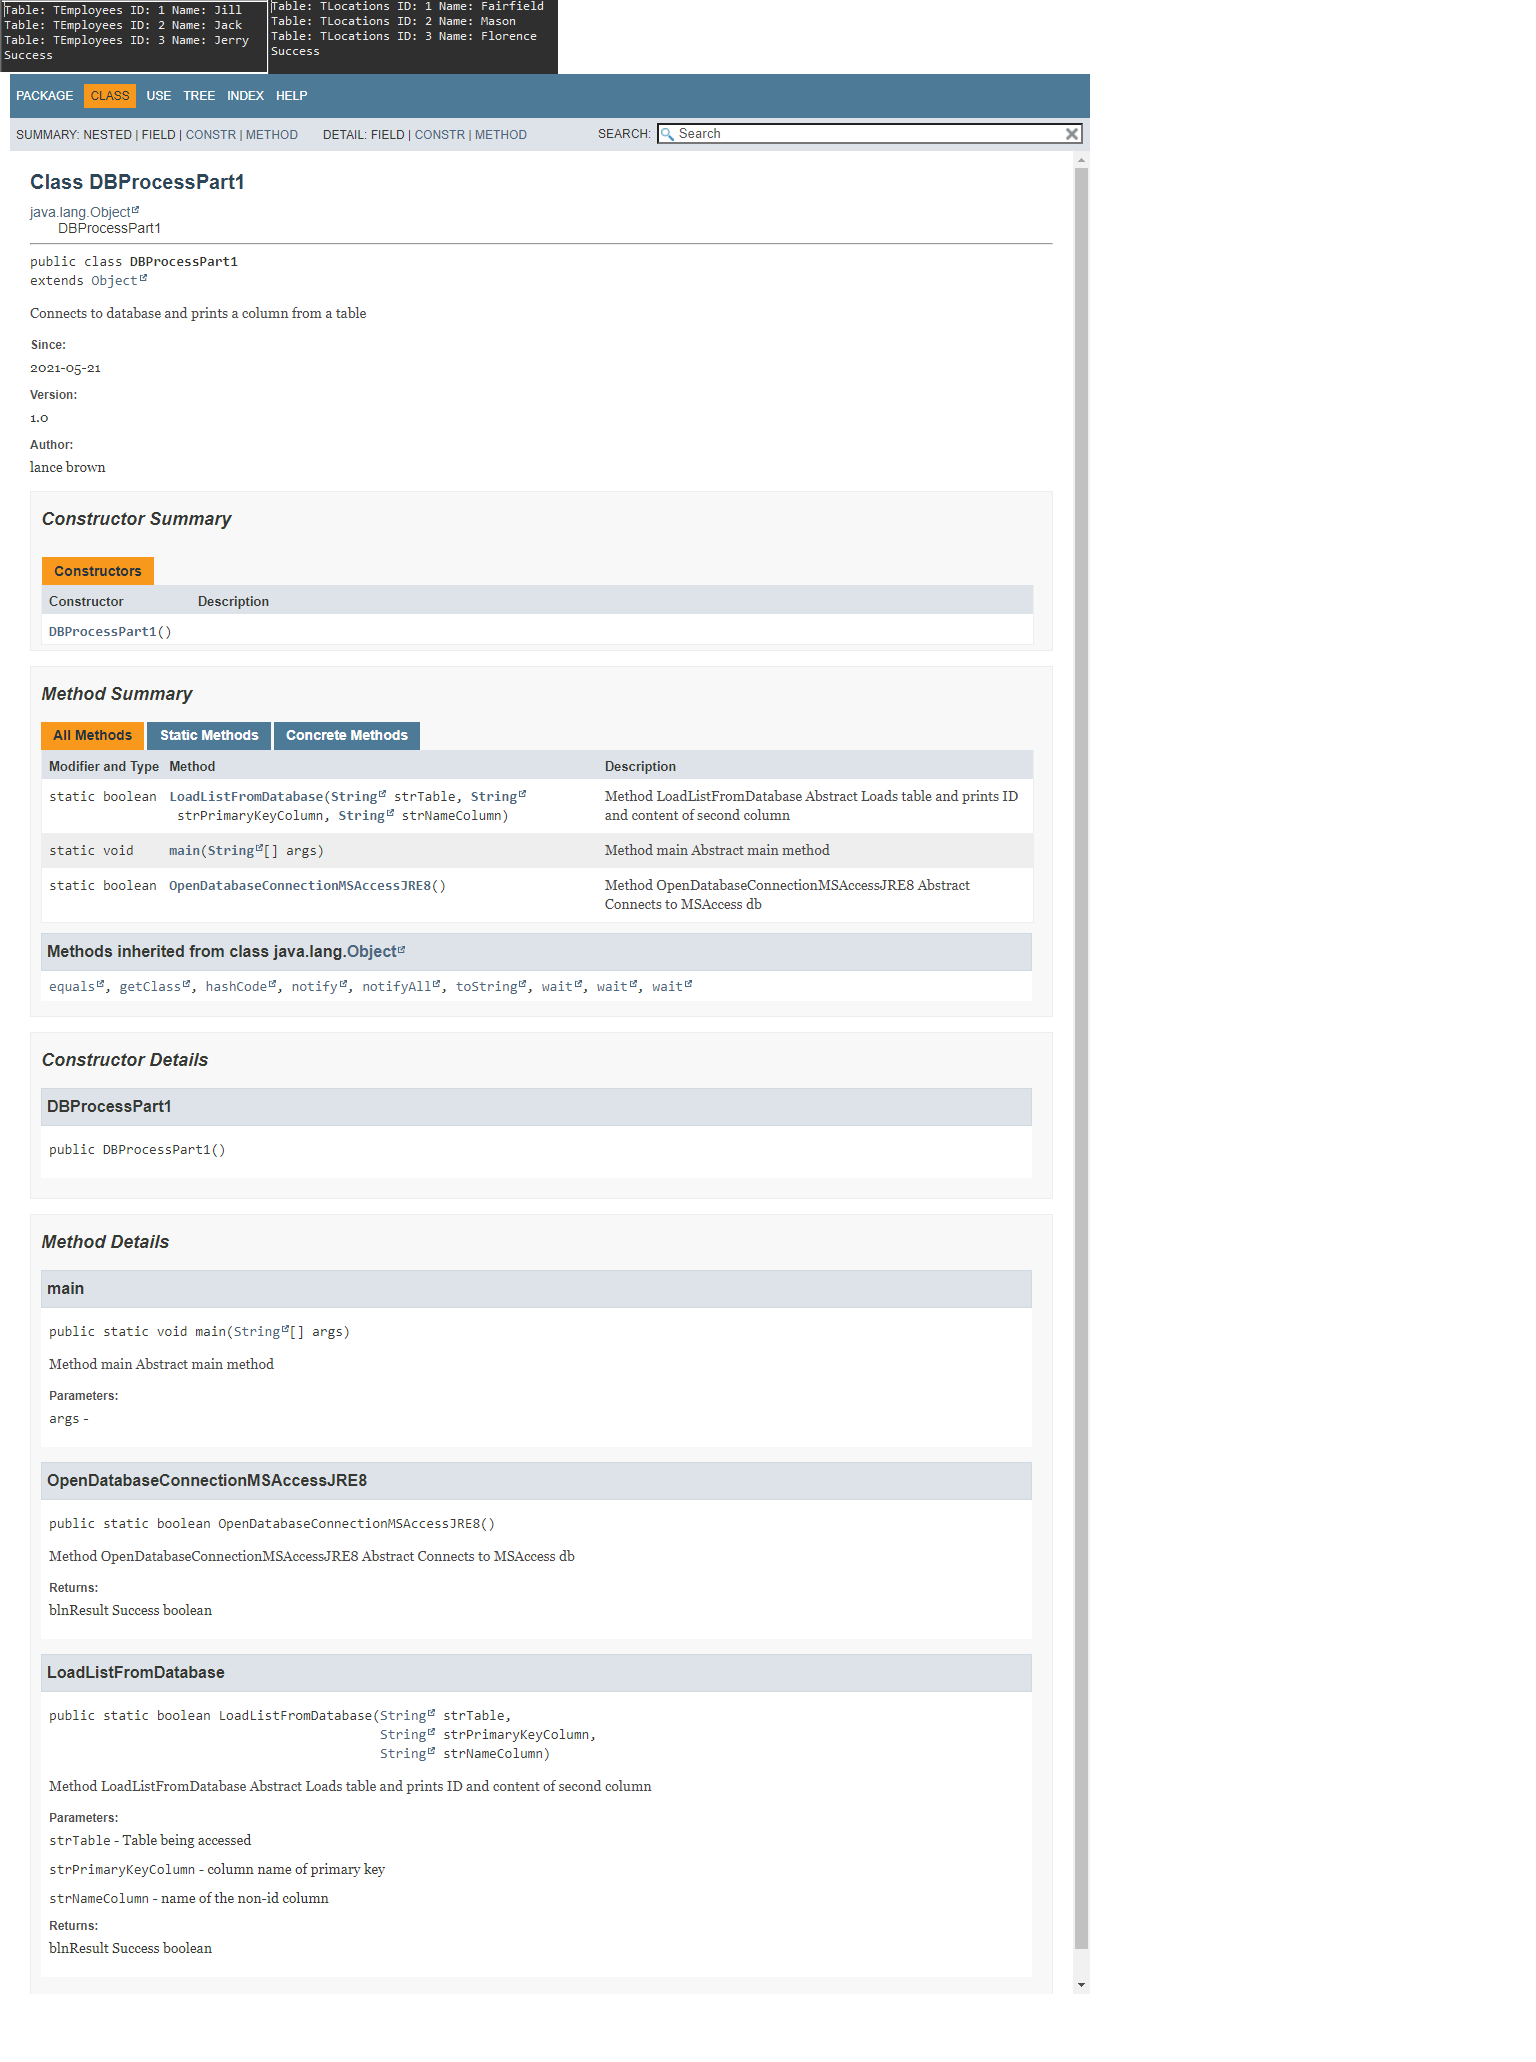 Table: TEmployees ID: 1 Name: Jill
Table: TEmployees ID: 2 Name: Jack
Table: TEmployees ID: 3 Name: Jerry
Success
Table: TLocations ID: 1 Name: Fairfield
Table: TLocations ID: 2 Name: Mason
Table: TLocations ID: 3 Name: Florence
Success
PACKAGE CLASS USE TREE INDEX HELP
SUMMARY: NESTED | FIELD | CONSTR | METHOD DETAIL: FIELD | CONSTR | METHOD SEARCH: Search
Class DBProcessPart1
java.lang.Object
DBProcessPart1
public class DBProcessPart1
extends Object
Connects to database and prints a column from a table
Since:
2021-05-21
Version:
1.0
Author:
lance brown
Constructor Summary
Constructors
Constructor Description
DBProcessPart1()
Method Summary
All Methods Static Methods Concrete Methods
Modifier and Type Method Description
static boolean LoadListFromDatabase(String strTable, String Method LoadListFromDatabase Abstract Loads table and prints ID
strPrimaryKeyColumn, String strNameColumn) and content of second column
static void main(String[] args) Method main Abstract main method
static boolean OpenDatabaseConnectionMSAccessJRE8() Method OpenDatabaseConnectionMSAccessJRE8 Abstract
Connects to MSAccess db
Methods inherited from class java.lang.Object
equals, getClass, hashCode, notify, notifyAll, toString, wait, wait, wait
Constructor Details
DBProcessPart1
public DBProcessPart1()
Method Details
main
public static void main(String[] args)
Method main Abstract main method
Parameters:
args -
OpenDatabaseConnectionMSAccessJRE8
public static boolean OpenDatabaseConnectionMSAccessJRE8()
Method OpenDatabaseConnectionMSAccessJRE8 Abstract Connects to MSAccess db
Returns:
blnResult Success boolean
LoadListFromDatabase
public static boolean LoadListFromDatabase(String strTable,
String strPrimaryKeyColumn,
String strNameColumn)
Method LoadListFromDatabase Abstract Loads table and prints ID and content of second column
Parameters:
strTable - Table being accessed
strPrimaryKeyColumn - column name of primary key
strNameColumn - name of the non-id column
Returns:
blnResult Success boolean